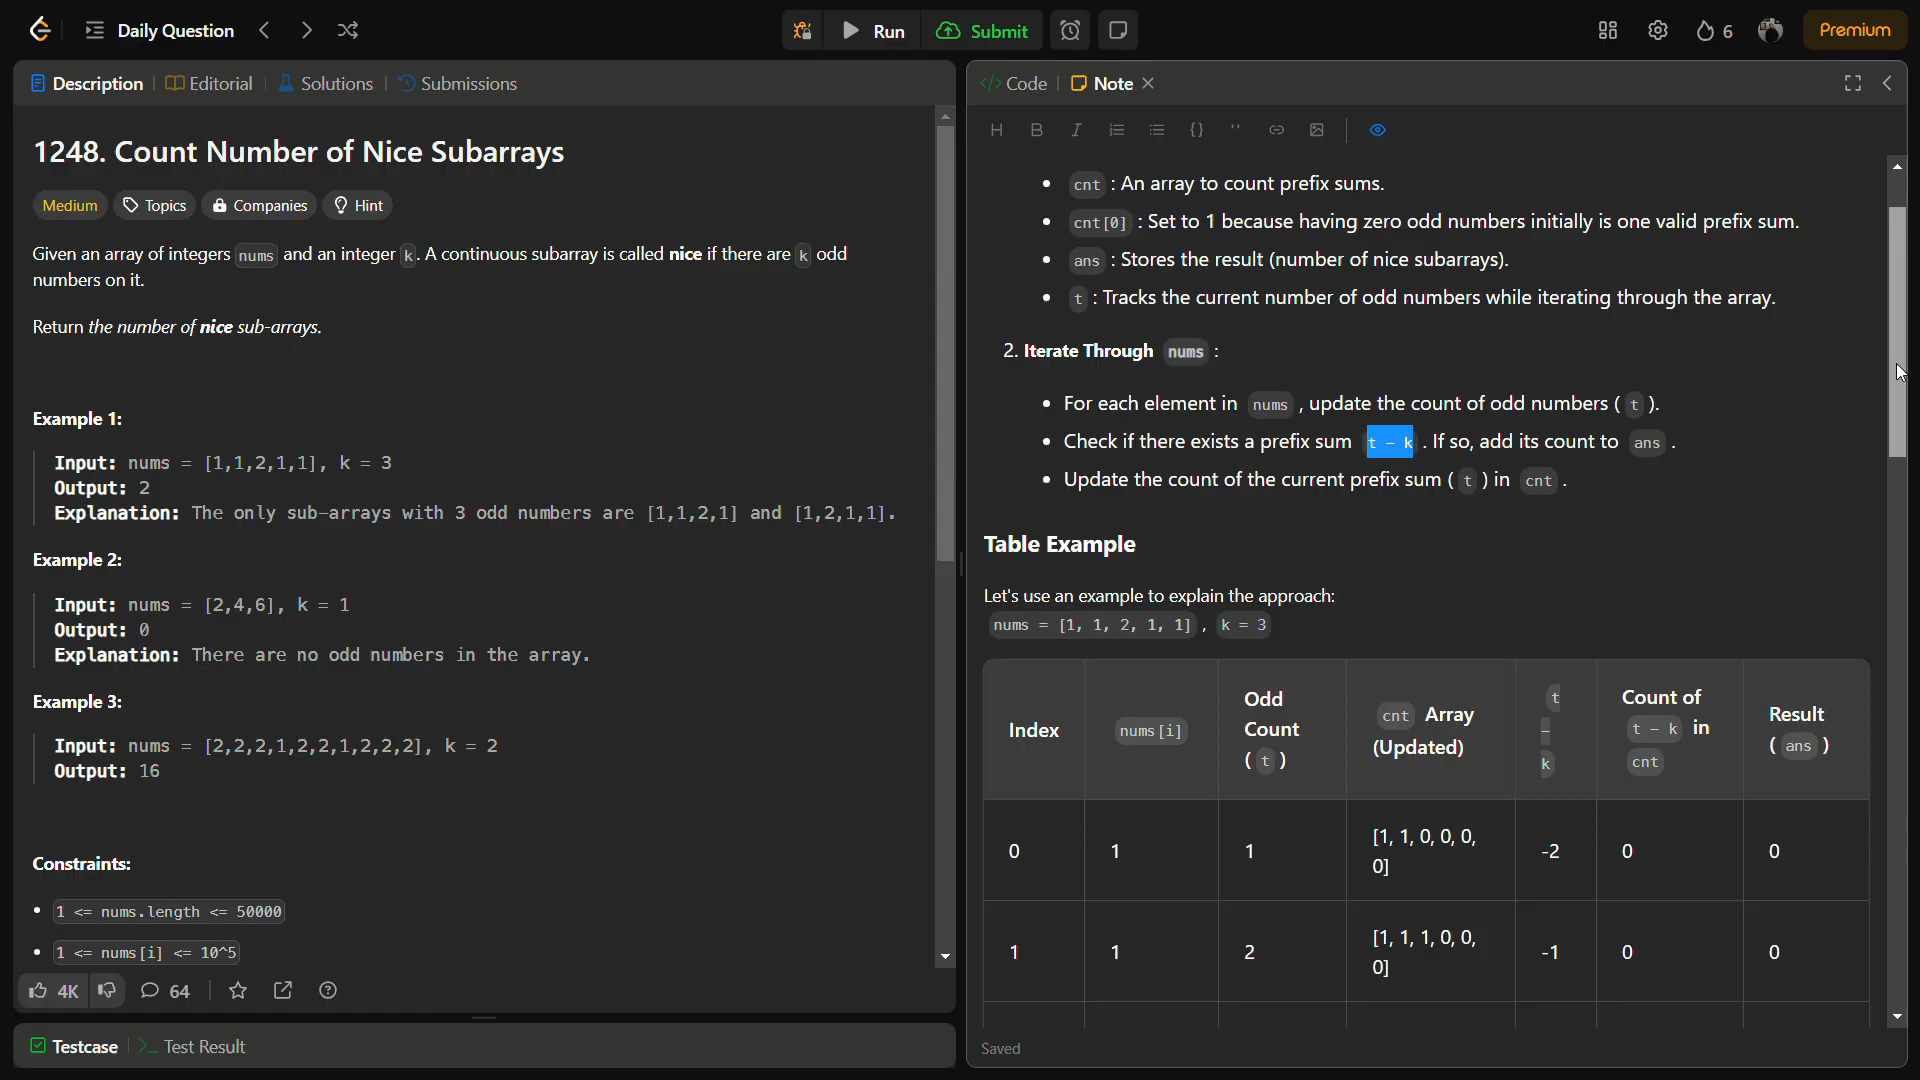 Daily Question
Run
Submit
6
Premium
Description
Editorial
Solutions
Submissions
1248. Count Number of Nice Subarrays
Medium
Topics
Companies
Hint
Given an array of integers nums and an integer k. A continuous subarray is called nice if there are k odd
numbers on it.
Return the number of nice sub-arrays.
Example 1:
Input: nums = [1,1,2,1,1], k = 3
Output: 2
Explanation: The only sub-arrays with 3 odd numbers are [1,1,2,1] and [1,2,1,1].
Example 2:
Input: nums = [2,4,6], k = 1
Output: 0
Explanation: There are no odd numbers in the array.
Example 3:
Input: nums = [2,2,2,1,2,2,1,2,2,2], k = 2
Output: 16
Constraints:
• 1 <= nums.length <= 50000
• 1 <= nums[i] <= 10^5
4K
64
Testcase
Test Result
Code
Note
• cnt : An array to count prefix sums.
• cnt[0] : Set to 1 because having zero odd numbers initially is one valid prefix sum.
• ans : Stores the result (number of nice subarrays).
• t : Tracks the current number of odd numbers while iterating through the array.
2. Iterate Through nums :
• For each element in nums , update the count of odd numbers ( t ).
• Check if there exists a prefix sum t - k . If so, add its count to ans .
• Update the count of the current prefix sum ( t ) in cnt .
Table Example
Let's use an example to explain the approach:
nums = [1, 1, 2, 1, 1] , k = 3
Index
nums[i]
Odd
Count
( t )
cnt Array
(Updated)
t
-
k
Count of
t - k in
cnt
Result
( ans )
0
1
1
[1, 1, 0, 0, 0,
0]
-2
0
0
1
1
2
[1, 1, 1, 0, 0,
0]
-1
0
0
Saved